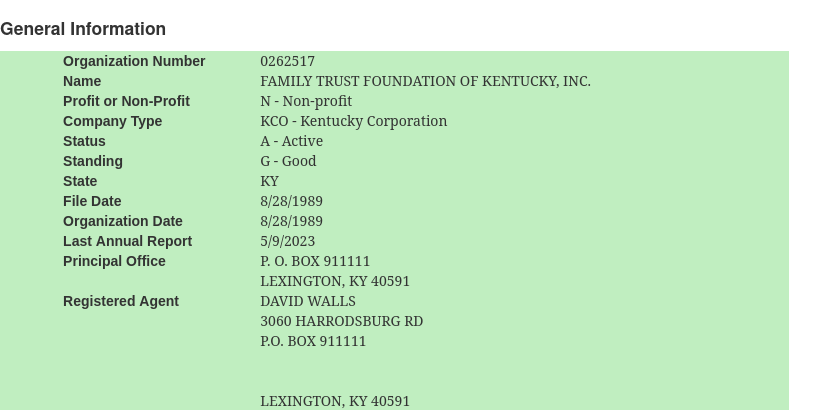 General Information
Organization Number 0262517
Name FAMILY TRUST FOUNDATION OF KENTUCKY, INC.
Profit or Non-Profit N - Non-profit
Company Type KCO - Kentucky Corporation
Status A - Active
Standing G - Good
State KY
File Date 8/28/1989
Organization Date 8/28/1989
Last Annual Report 5/9/2023
Principal Office P. O. BOX 911111
LEXINGTON, KY 40591
Registered Agent DAVID WALLS
3060 HARRODSBURG RD
P.O. BOX 911111
LEXINGTON, KY 40591